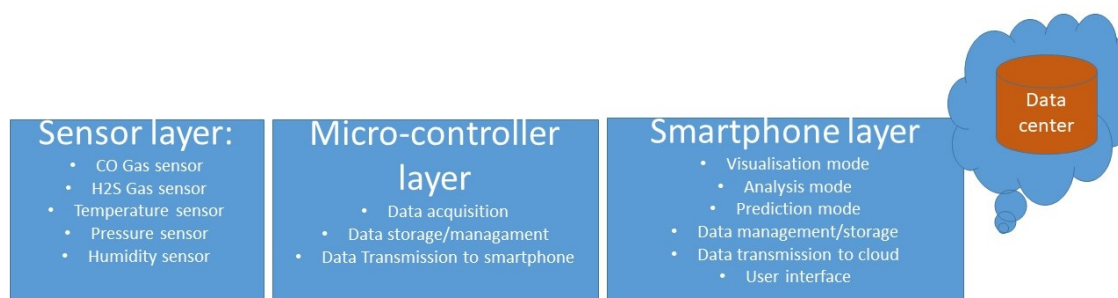 Sensor layer:
• CO Gas sensor
• H2S Gas sensor
• Temperature sensor
• Pressure sensor
• Humidity sensor
Micro-controller
layer
• Data acquisition
• Data storage/managament
• Data Transmission to smartphone
Smartphone layer
• Visualisation mode
• Analysis mode
• Prediction mode
• Data management/storage
• Data transmission to cloud
• User interface
Data
center